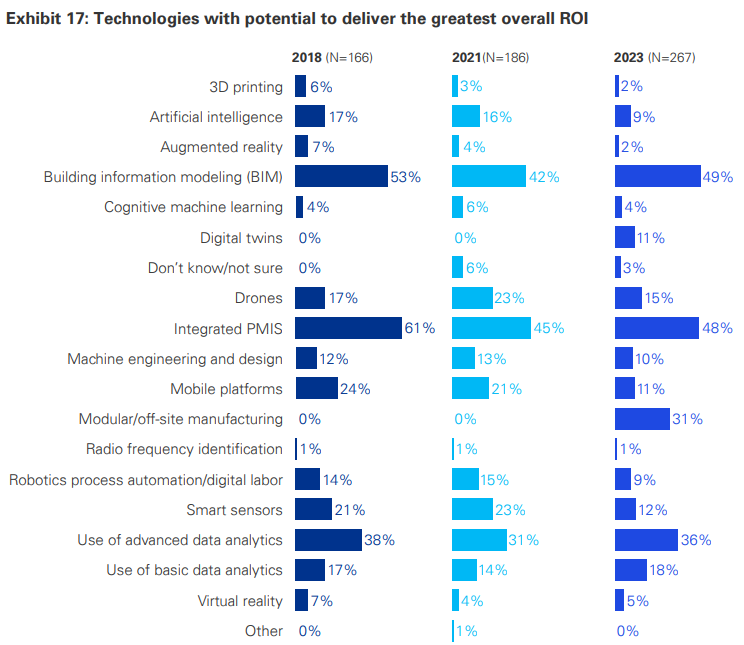 Exhibit 17: Technologies with potential to deliver the greatest overall ROI
2018 (N=166) 2021(N=186) 2023 (N=267)
3D printing 6% 3% 2%
Artificial intelligence 17% 16% 9%
Augmented reality 7% 4% 2%
Building information modeling (BIM) 53% 42% 49%
Cognitive machine learning 4% 6% 4%
Digital twins 0% 0% 11%
Don't know/not sure 0% 6% 3%
Drones 17% 23% 15%
Integrated PMIS 61% 45% 48%
Machine engineering and design 12% 13% 10%
Mobile platforms 24% 21% 11%
Modular/off-site manufacturing 0% 0% 31%
Radio frequency identification 1% 1% 1%
Robotics process automation/digital labor 14% 15% 9%
Smart sensors 21% 23% 12%
Use of advanced data analytics 38% 31% 36%
Use of basic data analytics 17% 14% 18%
Virtual reality 7% 4% 5%
Other 0% 1% 0%